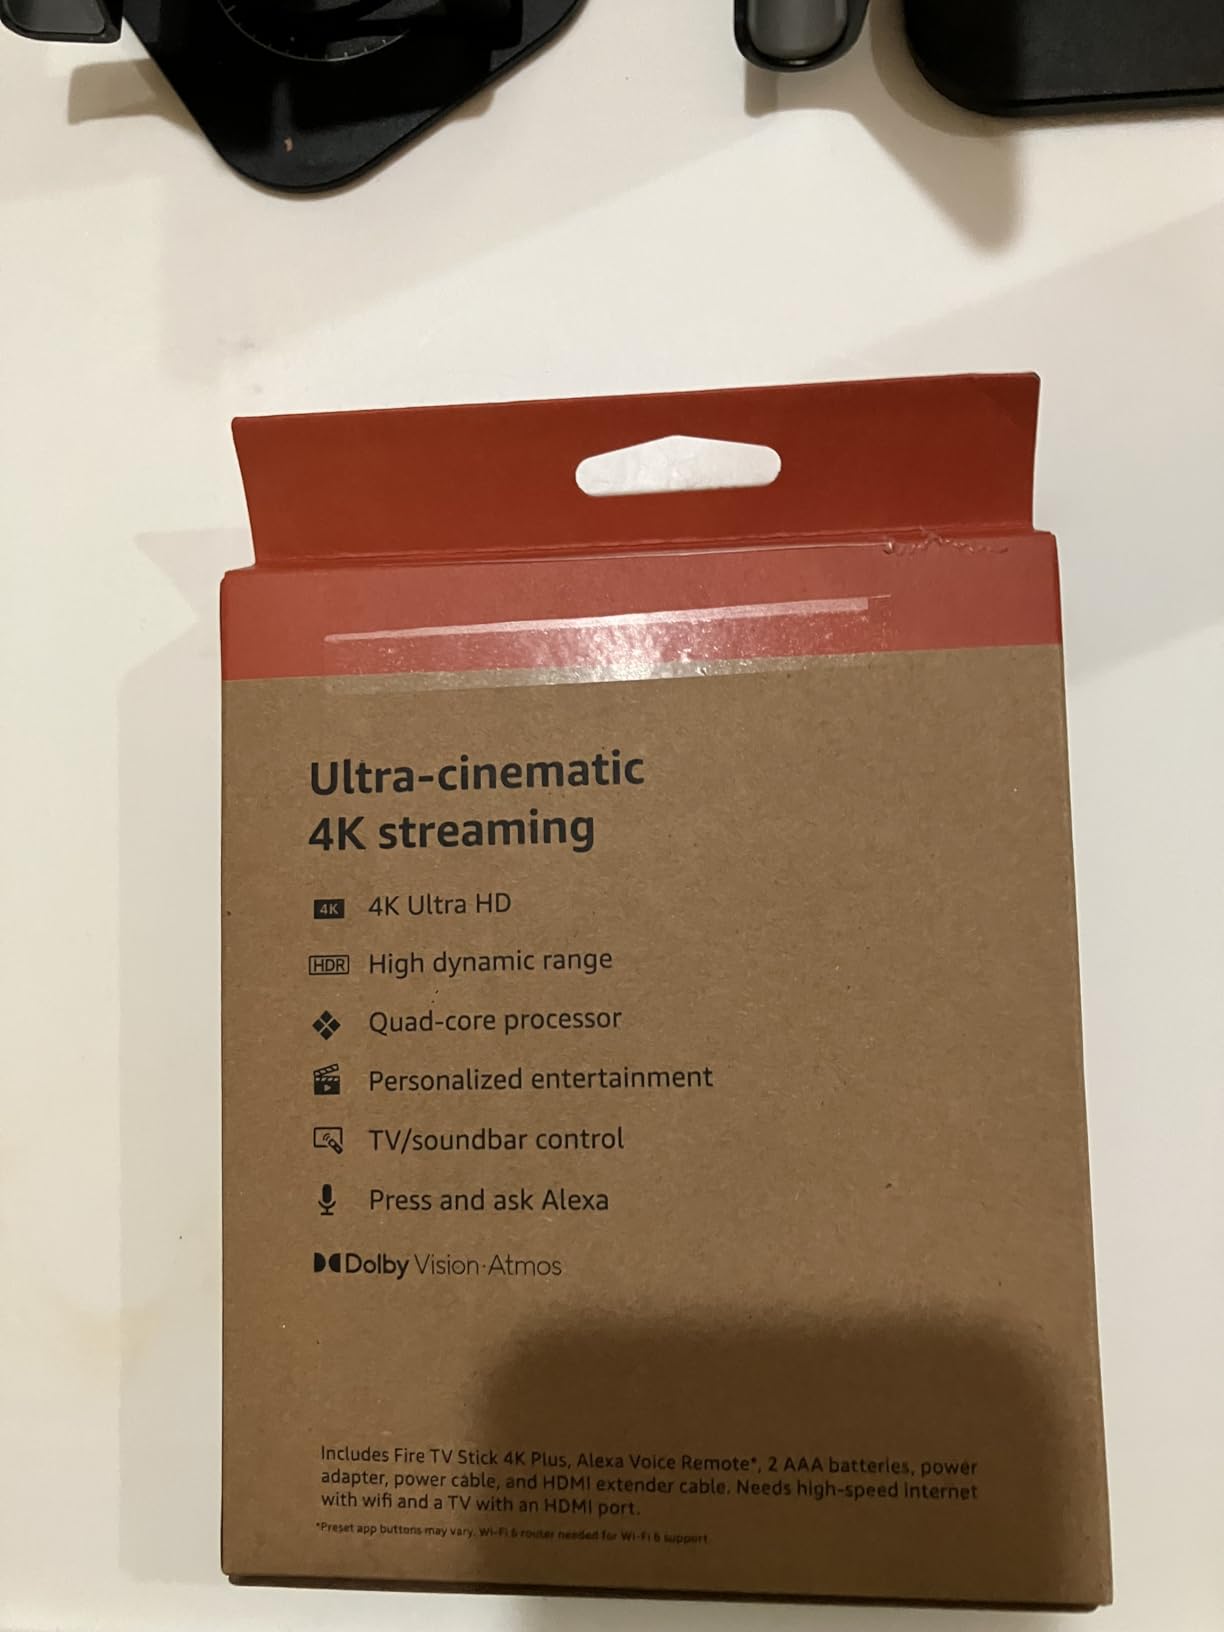 Ultra-cinematic
4K streaming
4K 4K Ultra HD
HDR High dynamic range
Quad-core processor
Personalized entertainment
TV/soundbar control
Press and ask Alexa
Dolby Vision·Atmos
Includes Fire TV Stick 4K Plus, Alexa Voice Remote*, 2 AAA batteries, power
adapter, power cable, and HDMI extender cable. Needs high-speed internet
with wifi and a TV with an HDMI port.
*Preset app buttons may vary. Wi-Fi 6 router needed for Wi-Fi 6 support